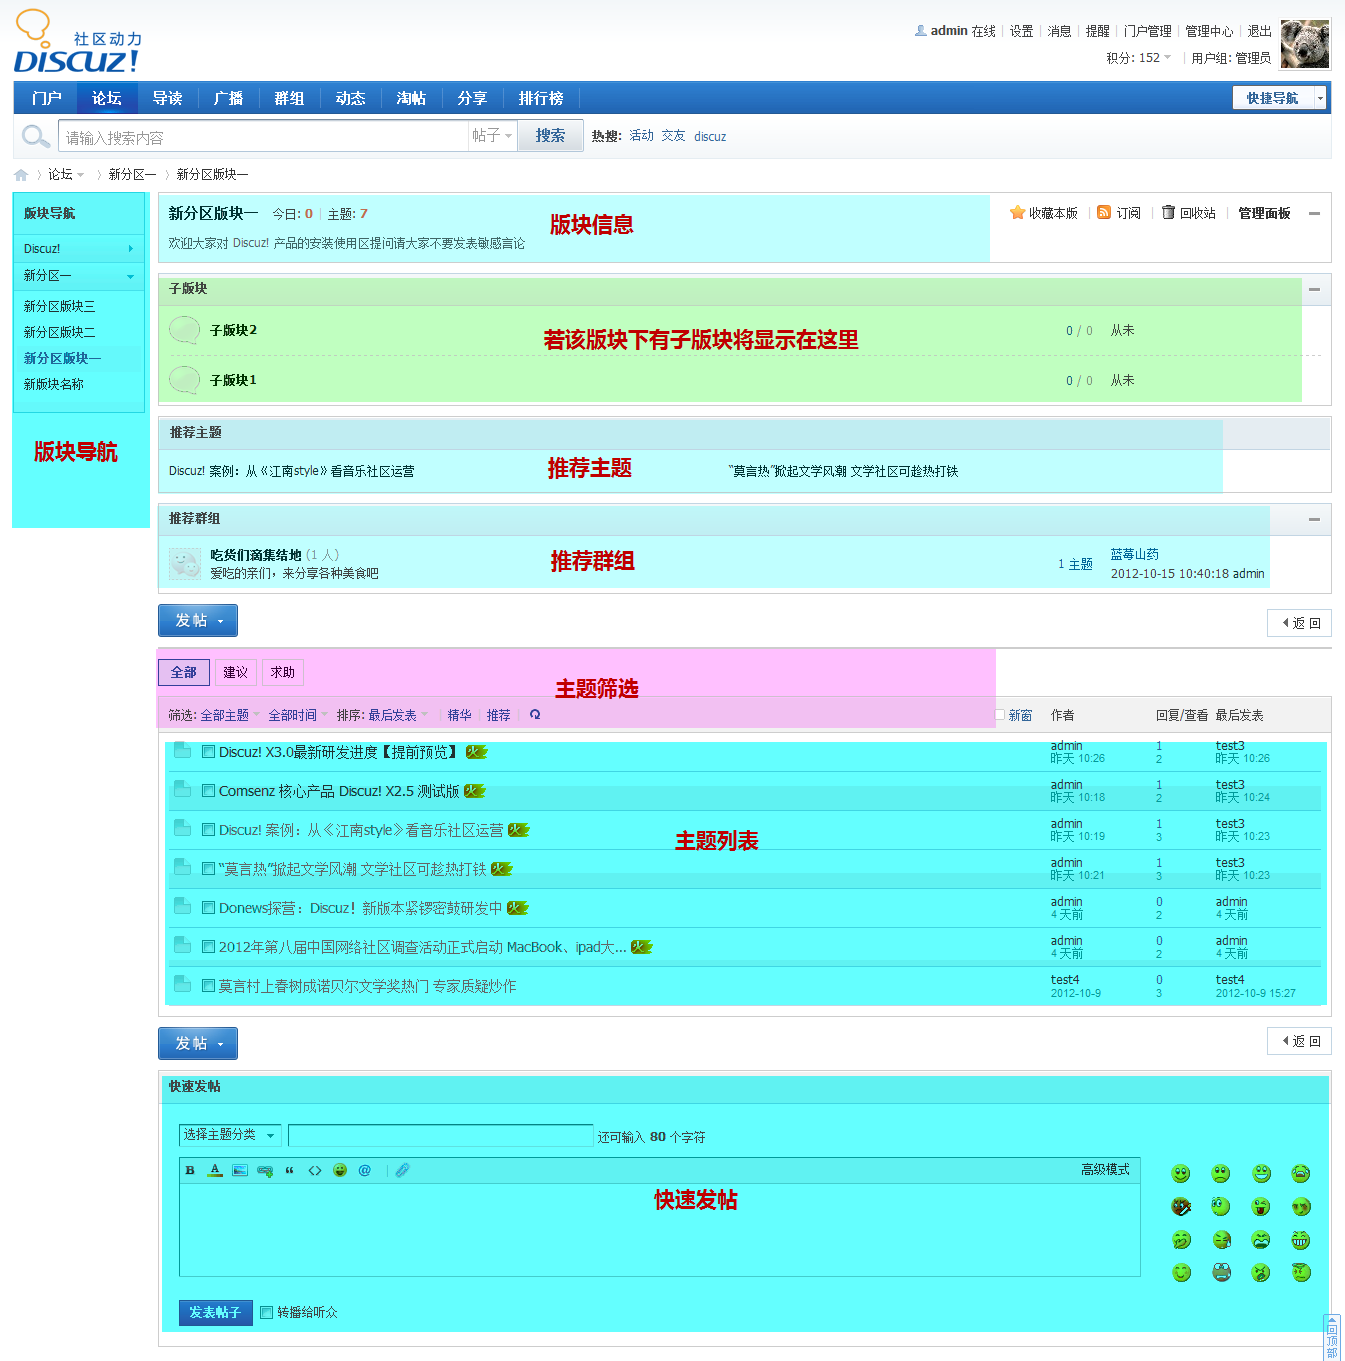 社区动力
DISCUZ!
admin 在线 设置 消息 提醒 门户管理 管理中心 退出
积分: 152 用户组: 管理员
门户 论坛 导读 广播 群组 动态 淘帖 分享 排行榜 快捷导航
请输入搜索内容 帖子 搜索 热搜: 活动 交友 discuz
论坛 新分区一 新分区版块一
版块导航
Discuz!
新分区一
新分区版块三
新分区版块二
新分区版块一
新版块名称
版块导航
新分区版块一 今日: 0 主题: 7
版块信息
收藏本版 订阅 回收站 管理面板
欢迎大家对 Discuz! 产品的安装使用区提问请大家不要发表敏感言论
子版块
子版块2 0 / 0 从未
若该版块下有子版块将显示在这里
子版块1 0 / 0 从未
推荐主题
Discuz! 案例：从《江南style》看音乐社区运营 “莫言热”掀起文学风潮 文学社区可趁热打铁
推荐主题
推荐群组
吃货们滴集结地 (1 人)
爱吃的亲们，来分享各种美食吧
推荐群组
1 主题
蓝莓山药
2012-10-15 10:40:18 admin
发帖 返回
全部 建议 求助
主题筛选
筛选: 全部主题 全部时间 排序: 最后发表 精华 推荐 新窗 作者 回复/查看 最后发表
Discuz! X3.0最新研发进度【提前预览】 火 admin 1 test3
昨天 10:26 2 昨天 10:26
Comsenz 核心产品 Discuz! X2.5 测试版 火 admin 1 test3
昨天 10:18 2 昨天 10:24
Discuz! 案例：从《江南style》看音乐社区运营 火 admin 1 test3
昨天 10:19 3 昨天 10:23
主题列表
“莫言热”掀起文学风潮 文学社区可趁热打铁 火 admin 1 test3
昨天 10:21 3 昨天 10:23
Donews探营：Discuz！新版本紧锣密鼓研发中 火 admin 0 admin
4 天前 2 4 天前
2012年第八届中国网络社区调查活动正式启动 MacBook、ipad大... 火 admin 0 admin
4 天前 2 4 天前
莫言村上春树成诺贝尔文学奖热门 专家质疑炒作 test4 0 test4
2012-10-9 3 2012-10-9 15:27
发帖 返回
快速发帖
选择主题分类 还可输入 80 个字符
B A “ <> @ 高级模式
快速发帖
发表帖子 转播给听众
回顶部